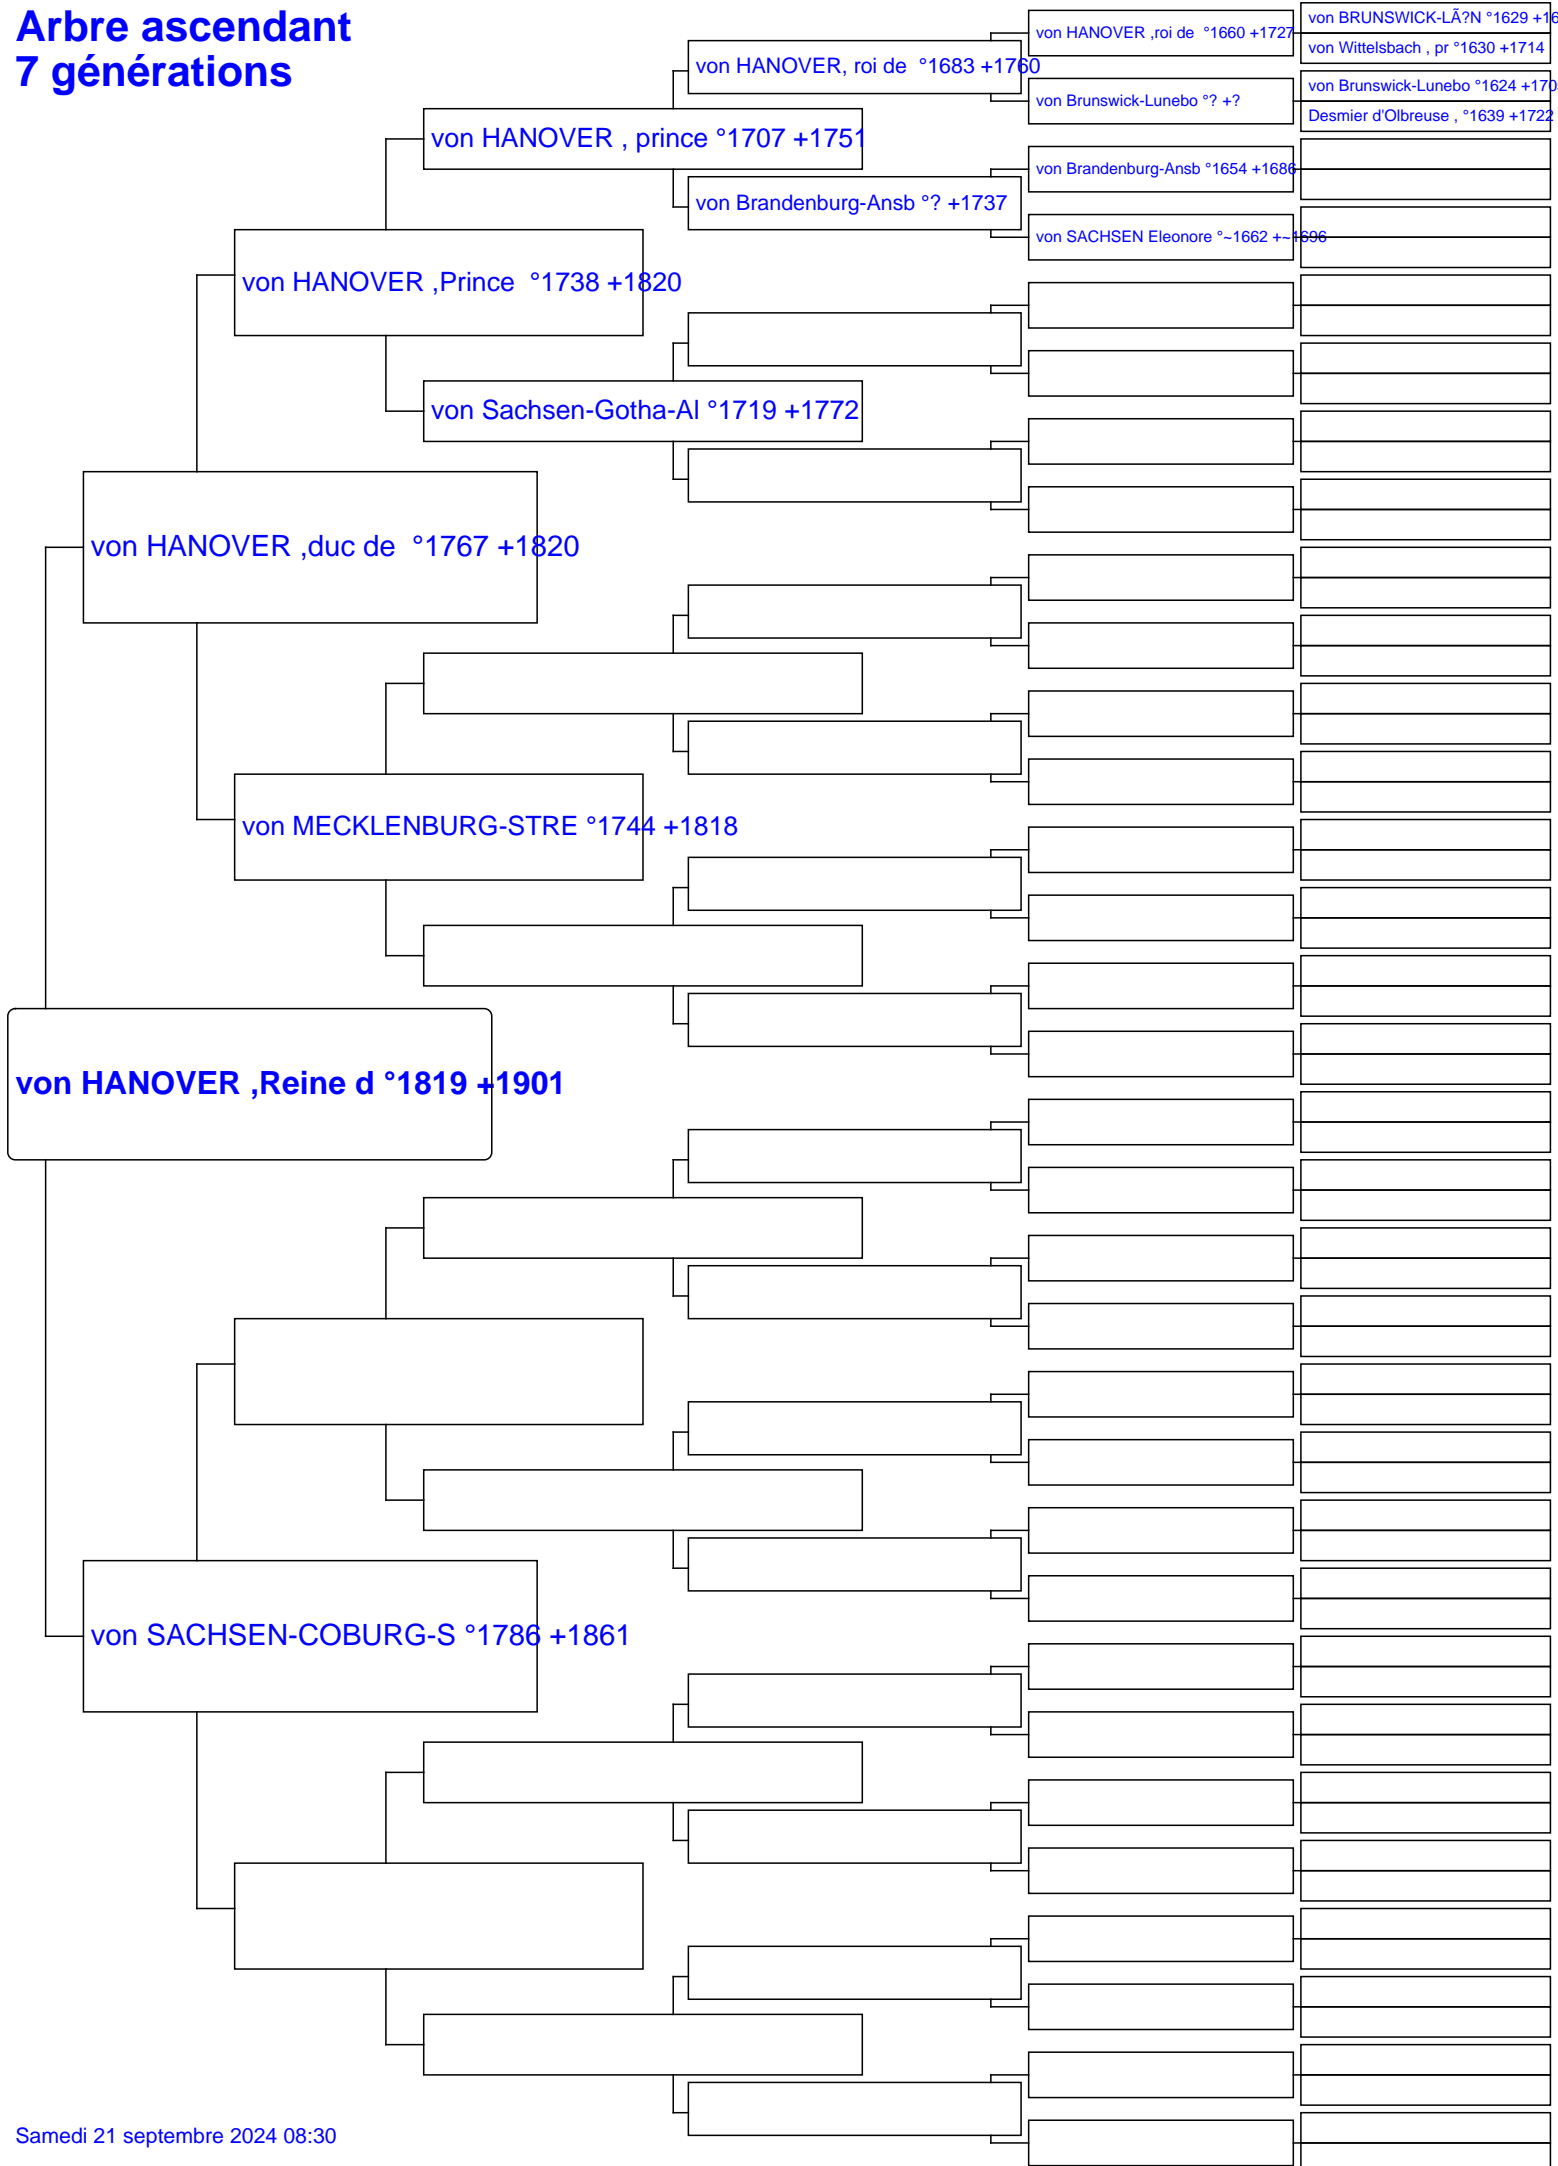 Arbre ascendant
7 générations
von BRUNSWICK-LÃ?N °1629 +16
von HANOVER ,roi de  °1660 +1727
von Wittelsbach , pr °1630 +1714
von HANOVER, roi de  °1683 +1760
von Brunswick-Lunebo °1624 +170
von Brunswick-Lunebo °? +?
Desmier d'Olbreuse , °1639 +1722
von HANOVER , prince °1707 +1751
von Brandenburg-Ansb °1654 +1686
von Brandenburg-Ansb °? +1737
von SACHSEN Eleonore °~1662 +~1696
von HANOVER ,Prince  °1738 +1820
von Sachsen-Gotha-Al °1719 +1772
von HANOVER ,duc de  °1767 +1820
von MECKLENBURG-STRE °1744 +1818
von HANOVER ,Reine d °1819 +1901
von SACHSEN-COBURG-S °1786 +1861
Samedi 21 septembre 2024 08:30